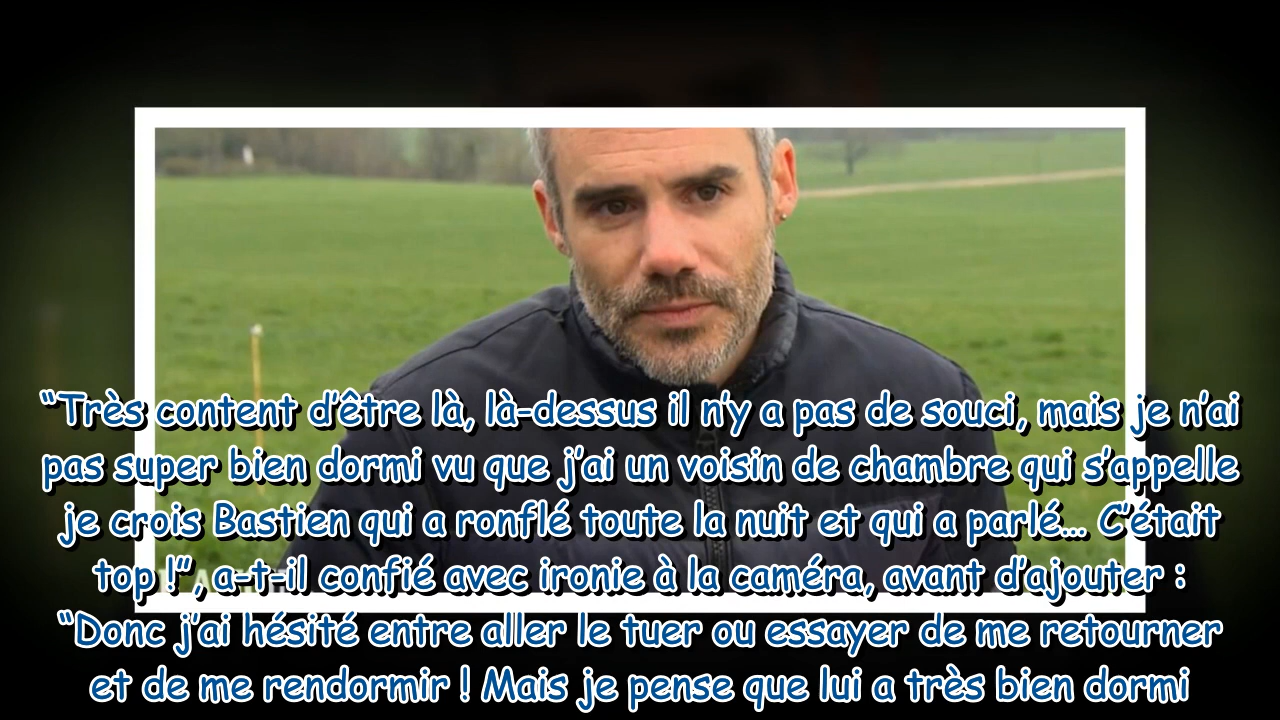 “Très content d’être là, là-dessus il n’y a pas de souci, mais je n’ai
pas super bien dormi vu que j’ai un voisin de chambre qui s’appelle
je crois Bastien qui a ronflé toute la nuit et qui a parlé… C’était
top !”, a-t-il confié avec ironie à la caméra, avant d’ajouter :
“Donc j’ai hésité entre aller le tuer ou essayer de me retourner
et de me rendormir ! Mais je pense que lui a très bien dormi